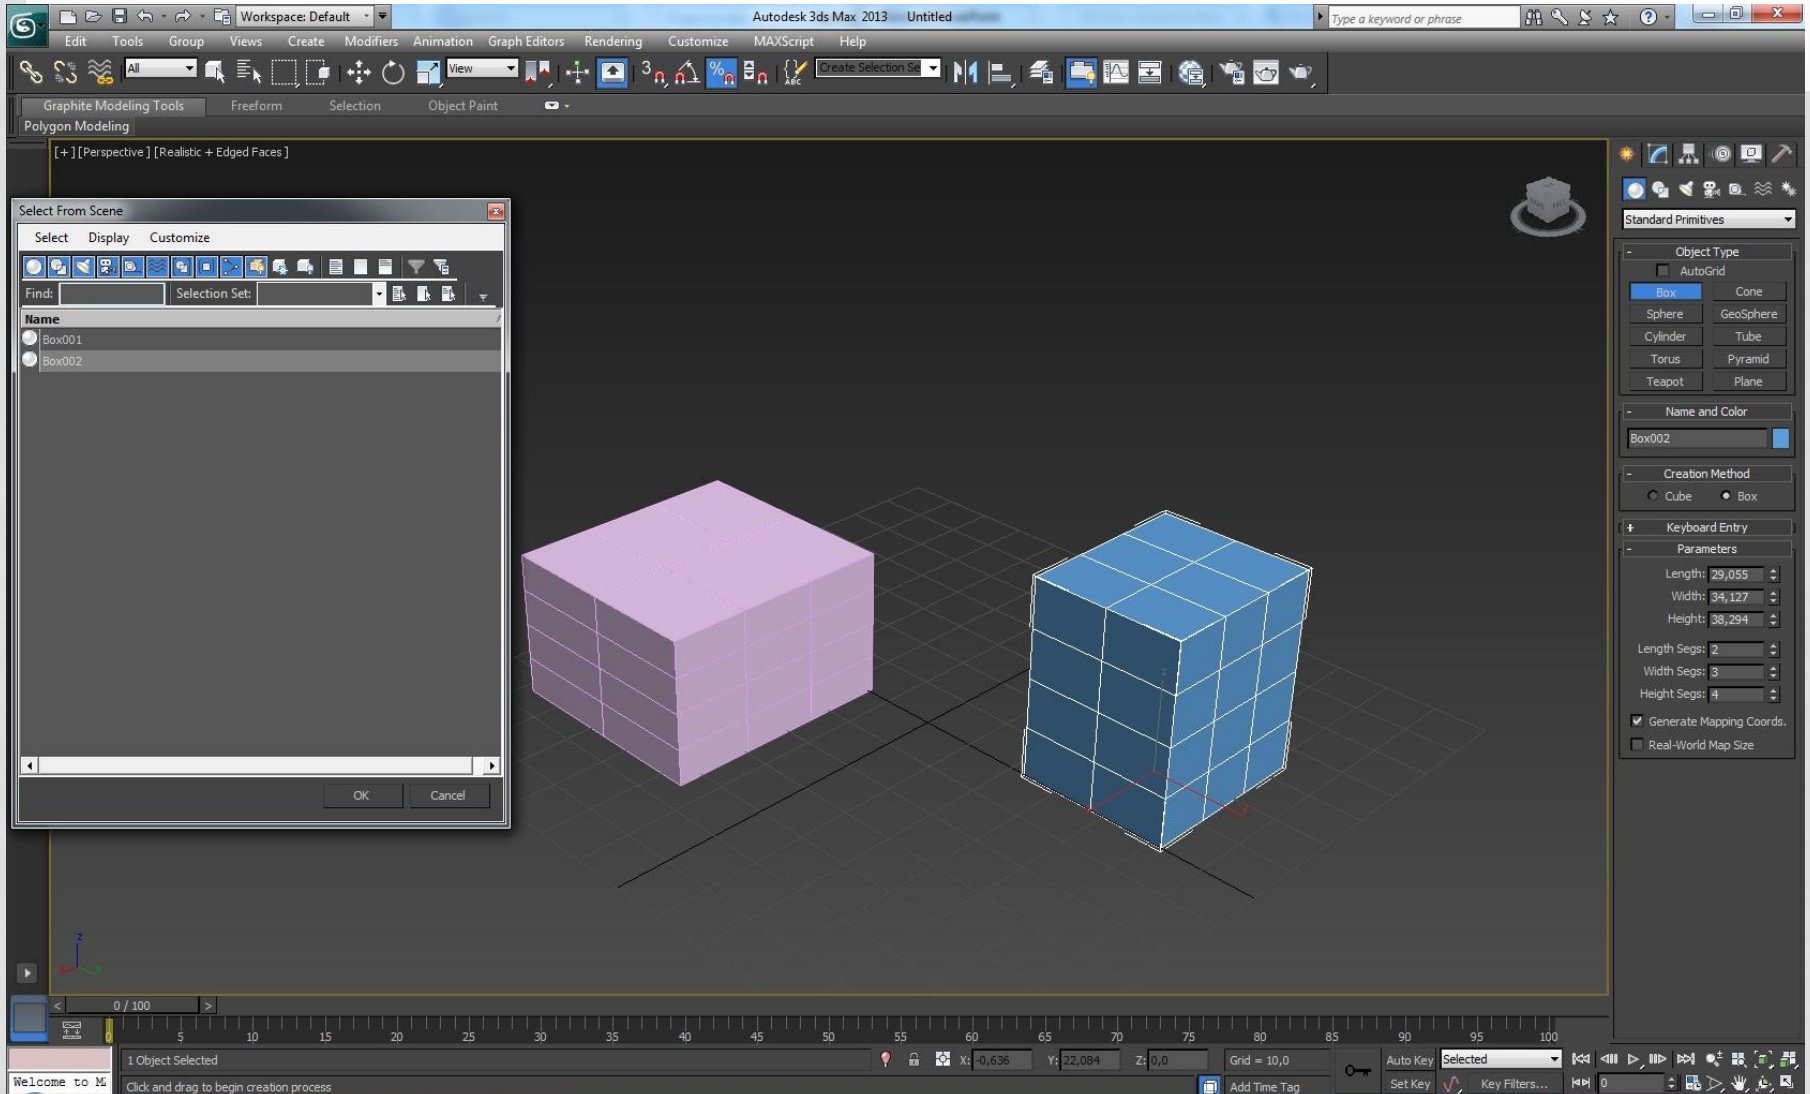 Workspace: Default
Autodesk 3ds Max 2013 Untitled
Type a keyword or phrase
Edit Tools Group Views Create Modifiers Animation Graph Editors Rendering Customize MAXScript Help
All
View
3
%
ABC
Create Selection Se
Graphite Modeling Tools Freeform Selection Object Paint
Polygon Modeling
[+][Perspective][Realistic + Edged Faces]
Select From Scene
Select Display Customize
Find:
Selection Set:
Name
Box001
Box002
OK Cancel
Standard Primitives
- Object Type
AutoGrid
Box Cone
Sphere GeoSphere
Cylinder Tube
Torus Pyramid
Teapot Plane
- Name and Color
Box002
- Creation Method
Cube Box
+ Keyboard Entry
- Parameters
Length: 29,055
Width: 34,127
Height: 38,294
Length Segs: 2
Width Segs: 3
Height Segs: 4
Generate Mapping Coords.
Real-World Map Size
z
< 0 / 100 >
0 5 10 15 20 25 30 35 40 45 50 55 60 65 70 75 80 85 90 95 100
1 Object Selected
X: -0,636 Y: 22,084 Z: 0,0 Grid = 10,0
Auto Key Selected
Welcome to M
Click and drag to begin creation process
Add Time Tag
Set Key Key Filters...
0